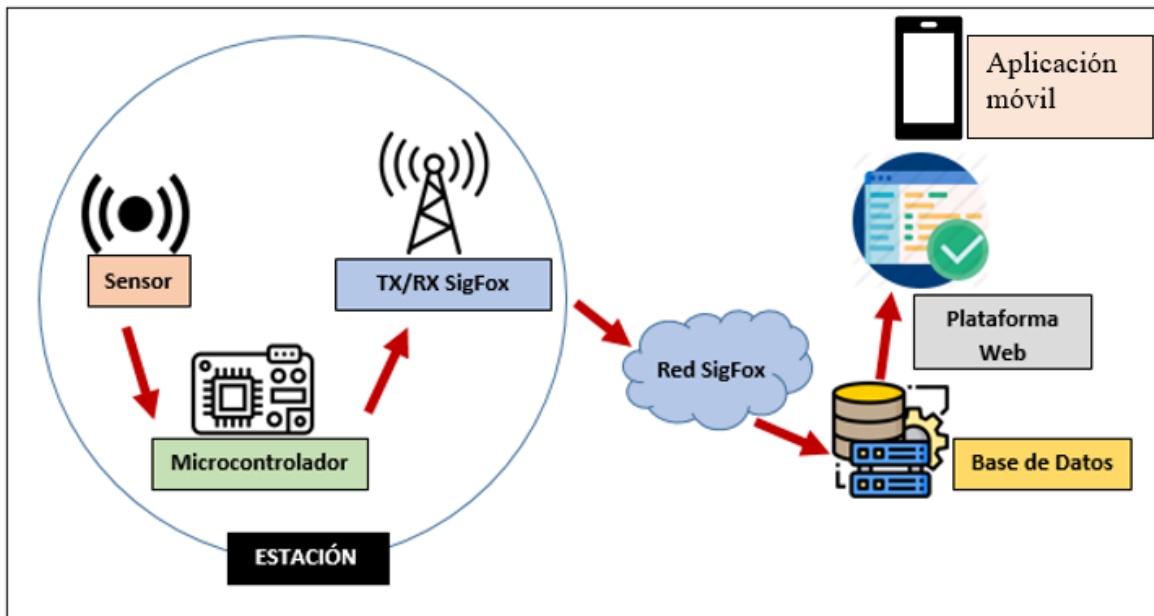 Aplicación
móvil
Sensor
TX/RX SigFox
Plataforma
Web
Red SigFox
Microcontrolador
Base de Datos
ESTACIÓN